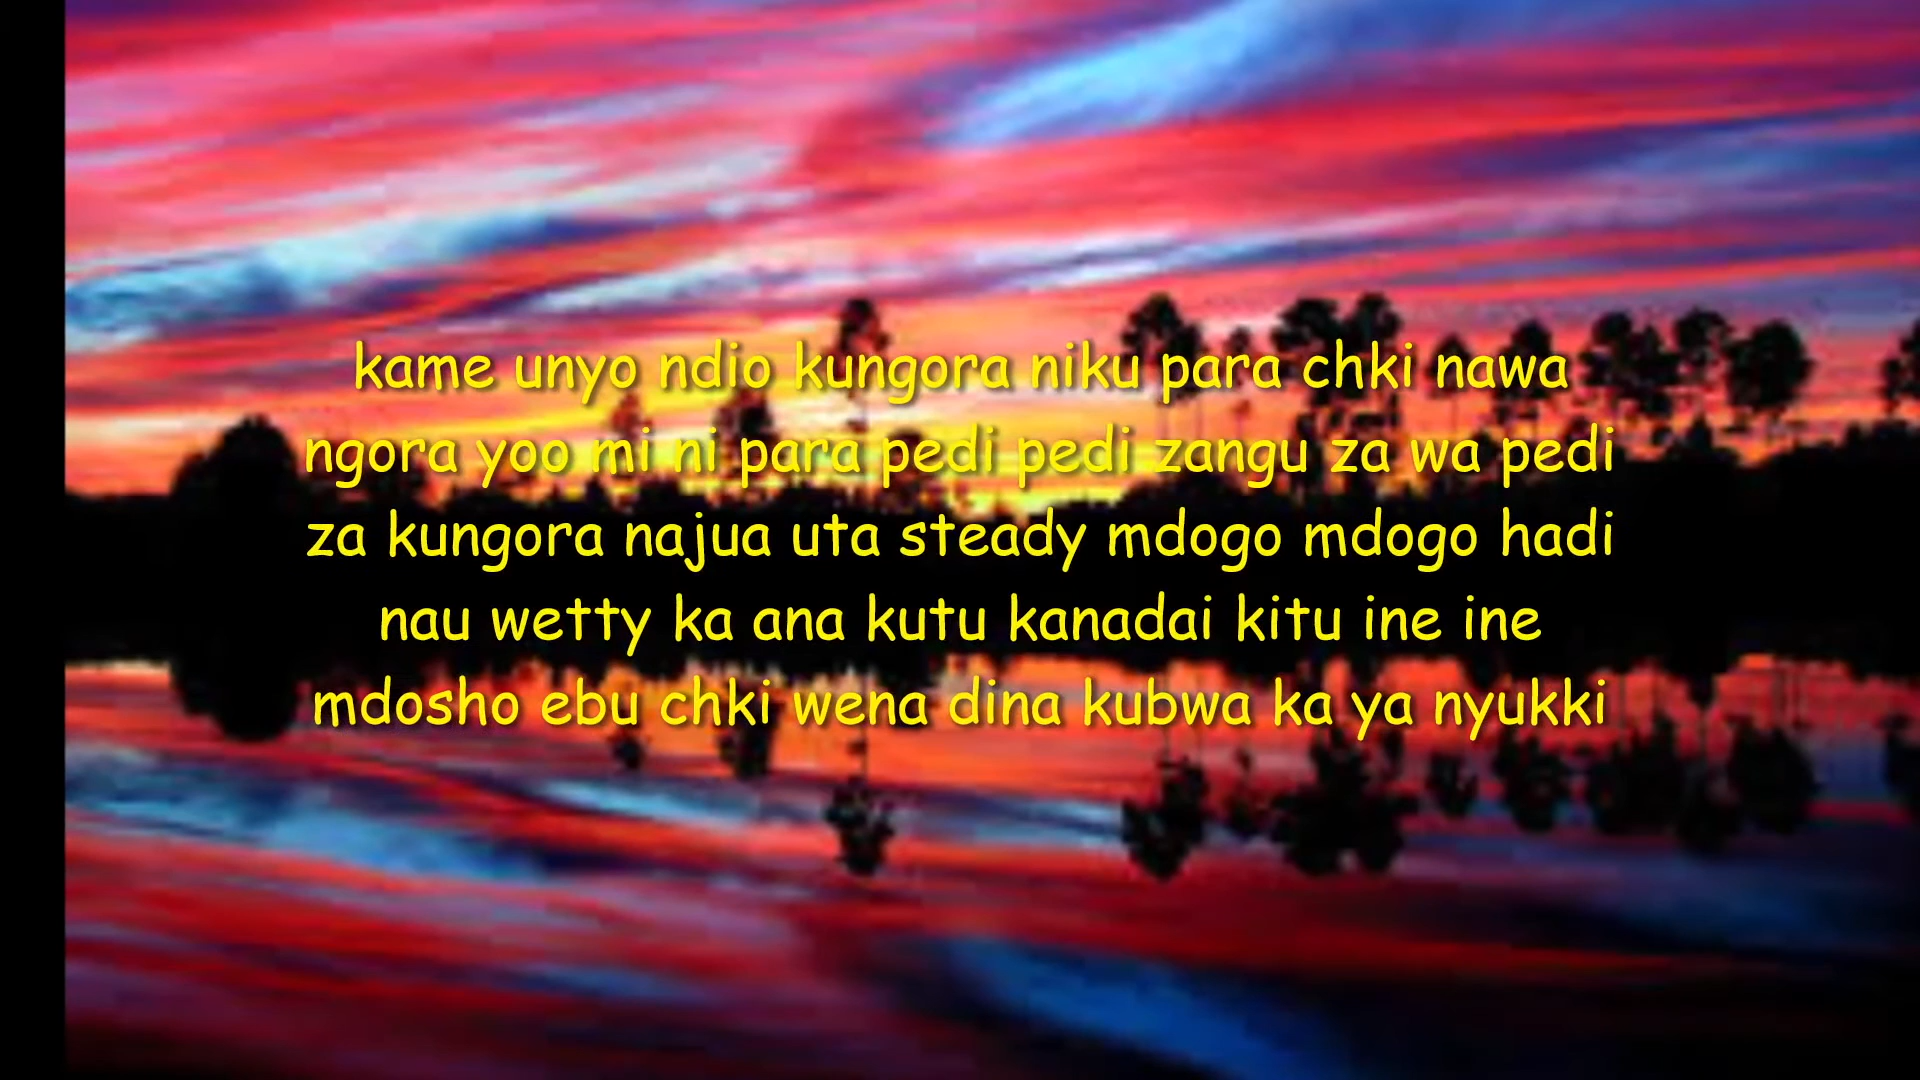 kame unyo ndio kungora niku para chki nawa
ngora yoo mi ni para pedi pedi zangu za wa pedi
za kungora najua uta steady mdogo mdogo hadi
nau wetty ka ana kutu kanadai kitu ine ine
mdosho ebu chki wena dina kubwa ka ya nyukki